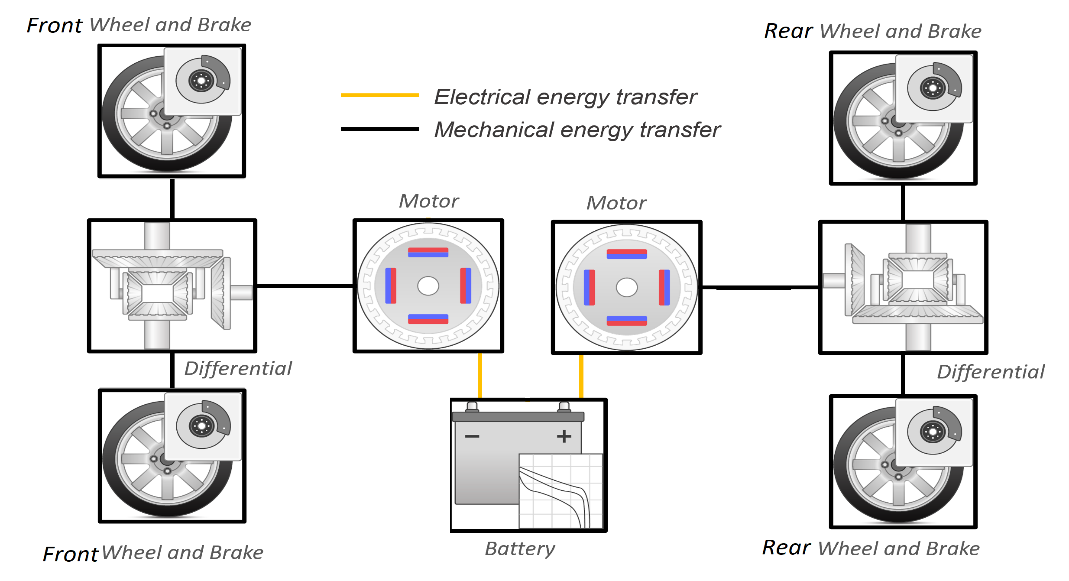 Front Wheel and Brake
Rear Wheel and Brake
Electrical energy transfer
Mechanical energy transfer
Motor
Motor
Differential
Differential
− +
Battery
Front Wheel and Brake
Rear Wheel and Brake